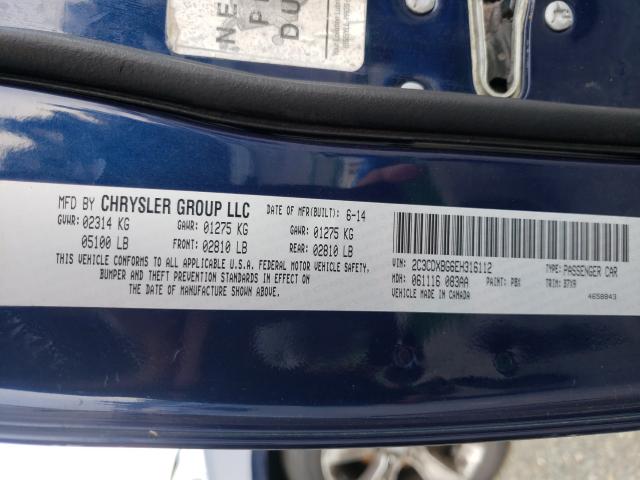 NE
P
DU
MFD BY CHRYSLER GROUP LLC
DATE OF MFR(BUILT): 6-14
GVWR: 02314 KG
GAWR: 01275 KG
GAWR: 01275 KG
05100 LB
FRONT: 02810 LB
REAR: 02810 LB
THIS VEHICLE CONFORMS TO ALL APPLICABLE U.S.A. FEDERAL MOTOR VEHICLE SAFETY,
BUMPER AND THEFT PREVENTION STANDARDS IN EFFECT ON
THE DATE OF MANUFACTURE SHOWN ABOVE.
VIN: 2C3CDXBG6EH316112
TYPE: PASSENGER CAR
MDH: 061116 083AA
PAINT: PBX
TRIM: B7X9
VEHICLE MADE IN CANADA
4658843